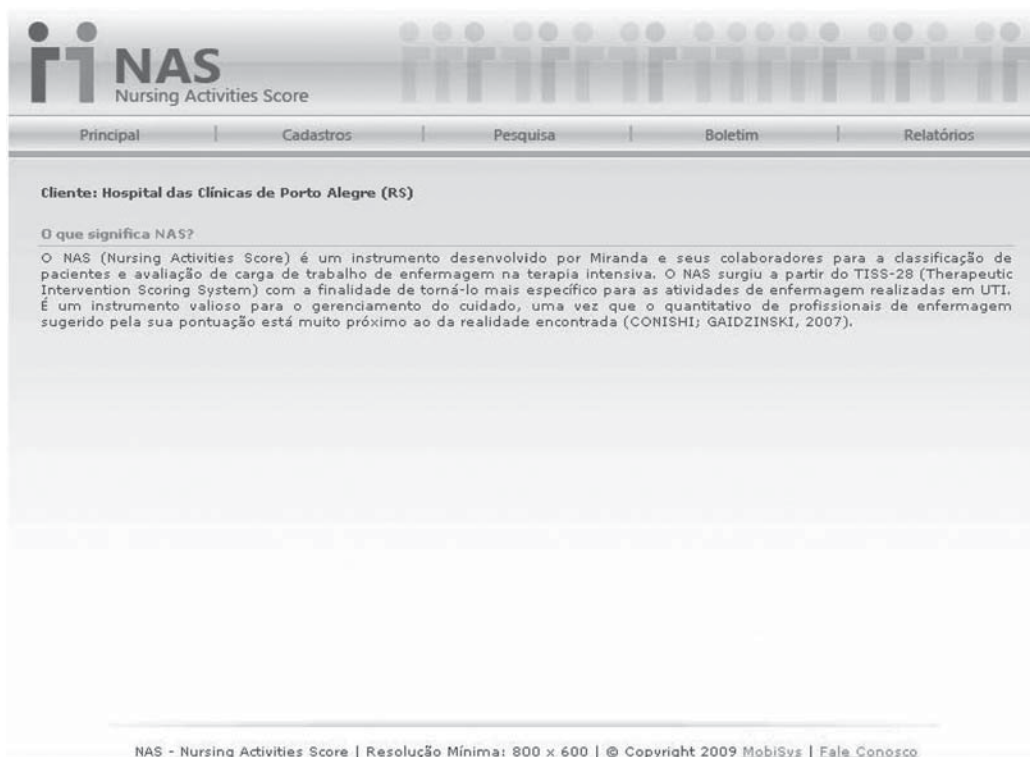 NAS
Nursing Activities Score
Principal | Cadastros | Pesquisa | Boletim | Relatórios
Cliente: Hospital das Clínicas de Porto Alegre (RS)
O que significa NAS?
O NAS (Nursing Activities Score) é um instrumento desenvolvido por Miranda e seus colaboradores para a classificação de
pacientes e avaliação de carga de trabalho de enfermagem na terapia intensiva. O NAS surgiu a partir do TISS-28 (Therapeutic
Intervention Scoring System) com a finalidade de torná-lo mais específico para as atividades de enfermagem realizadas em UTI.
É um instrumento valioso para o gerenciamento do cuidado, uma vez que o quantitativo de profissionais de enfermagem
sugerido pela sua pontuação está muito próximo ao da realidade encontrada (CONISHI; GAIDZINSKI, 2007).
NAS - Nursing Activities Score | Resolução Mínima: 800 x 600 | © Copyright 2009 MobiSys | Fale Conosco